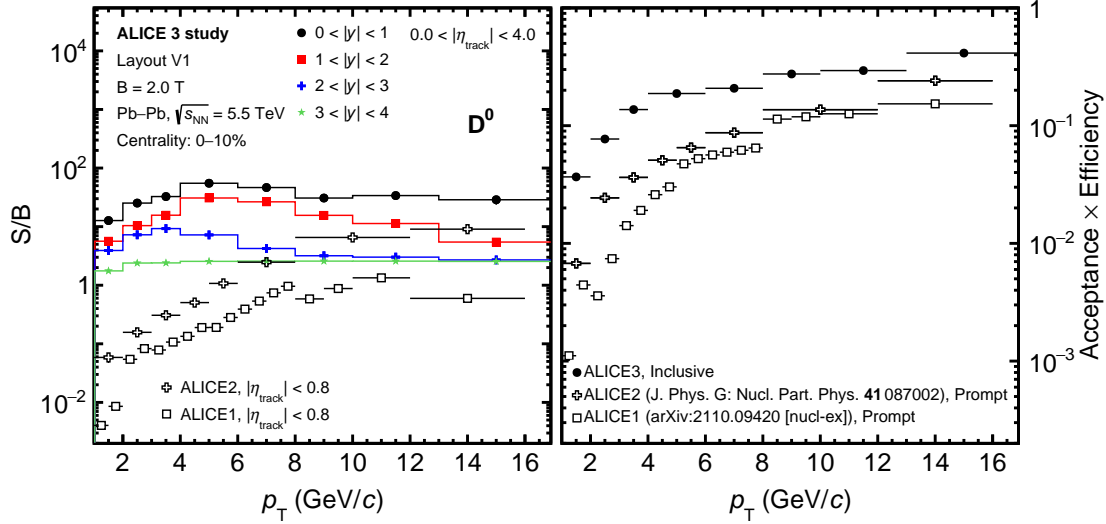 ALICE 3 study
Layout V1
B = 2.0 T
Pb–Pb, √sNN = 5.5 TeV
Centrality: 0–10%
0 < |y| < 1
1 < |y| < 2
2 < |y| < 3
3 < |y| < 4
0.0 < |ηtrack| < 4.0
D0
S/B
10^4
10^2
1
10^−2
ALICE2, |ηtrack| < 0.8
ALICE1, |ηtrack| < 0.8
2 4 6 8 10 12 14 16
pT (GeV/c)
ALICE3, Inclusive
ALICE2 (J. Phys. G: Nucl. Part. Phys. 41 087002), Prompt
ALICE1 (arXiv:2110.09420 [nucl-ex]), Prompt
2 4 6 8 10 12 14 16
pT (GeV/c)
1
10^−1
10^−2
10^−3
Acceptance × Efficiency